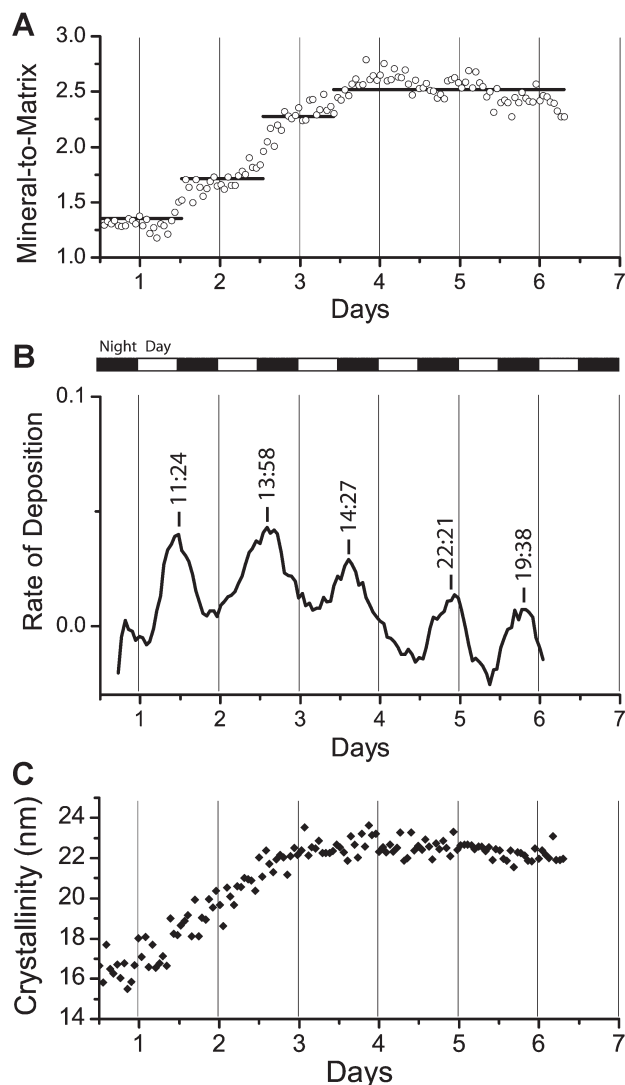 A
Mineral-to-Matrix
3.0
2.5
2.0
1.5
1.0
1 2 3 4 5 6 7
Days
B
Night Day
Rate of Deposition
0.1
0.0
11:24
13:58
14:27
22:21
19:38
1 2 3 4 5 6 7
Days
C
Crystallinity (nm)
24
22
20
18
16
14
1 2 3 4 5 6 7
Days